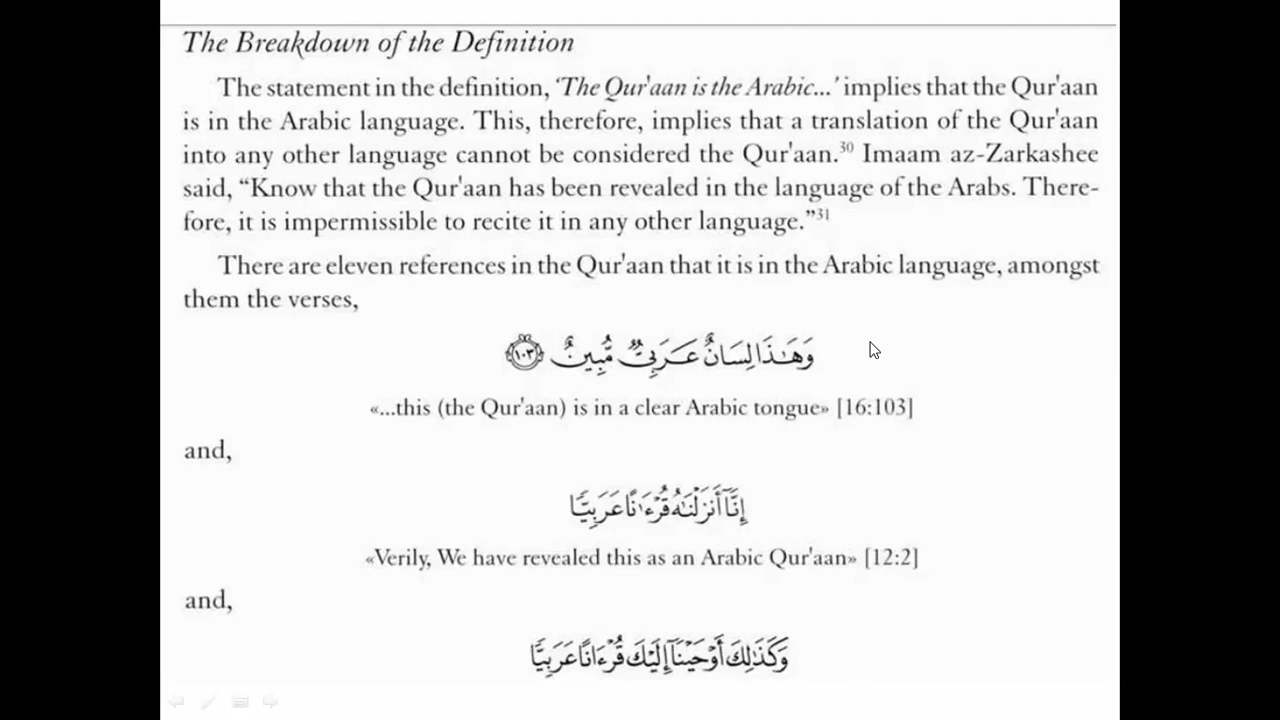 The Breakdown of the Definition
The statement in the definition, 'The Qur'aan is the Arabic...' implies that the Qur'aan
is in the Arabic language. This, therefore, implies that a translation of the Qur'aan
into any other language cannot be considered the Qur'aan.30 Imaam az-Zarkashee
said, “Know that the Qur'aan has been revealed in the language of the Arabs. There-
fore, it is impermissible to recite it in any other language.”31
There are eleven references in the Qur'aan that it is in the Arabic language, amongst
them the verses,
وَهَـٰذَا لِسَانٌ عَرَبِىٌّ مُّبِينٌ ١٠٣
«...this (the Qur'aan) is in a clear Arabic tongue» [16:103]
and,
إِنَّآ أَنزَلْنَـٰهُ قُرْءَٰنًا عَرَبِيًّا
«Verily, We have revealed this as an Arabic Qur'aan» [12:2]
and,
وَكَذَٰلِكَ أَوْحَيْنَآ إِلَيْكَ قُرْءَانًا عَرَبِيًّا